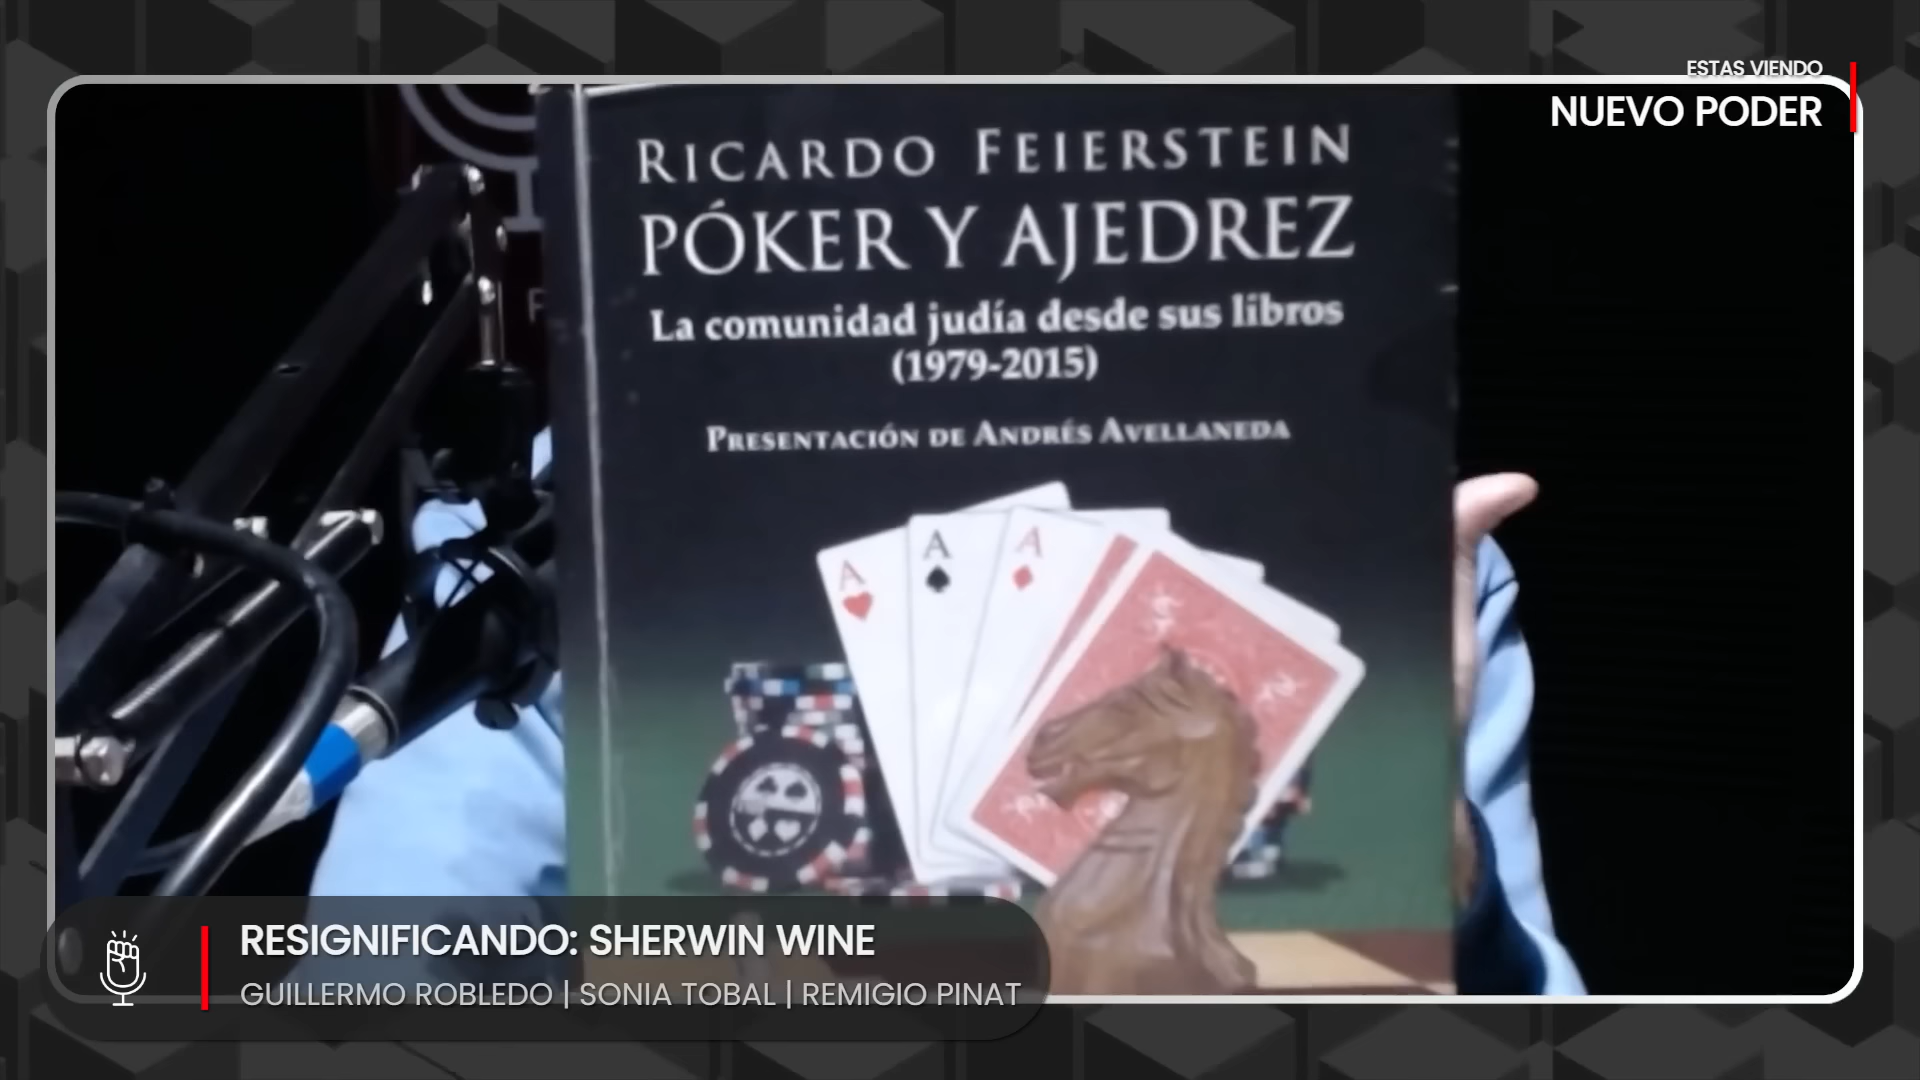 ESTAS VIENDO
NUEVO PODER
RICARDO FEIERSTEIN
PÓKER Y AJEDREZ
La comunidad judía desde sus libros
(1979-2015)
PRESENTACIÓN DE ANDRÉS AVELLANEDA
A
A
A
RESIGNIFICANDO: SHERWIN WINE
GUILLERMO ROBLEDO | SONIA TOBAL | REMIGIO PINAT